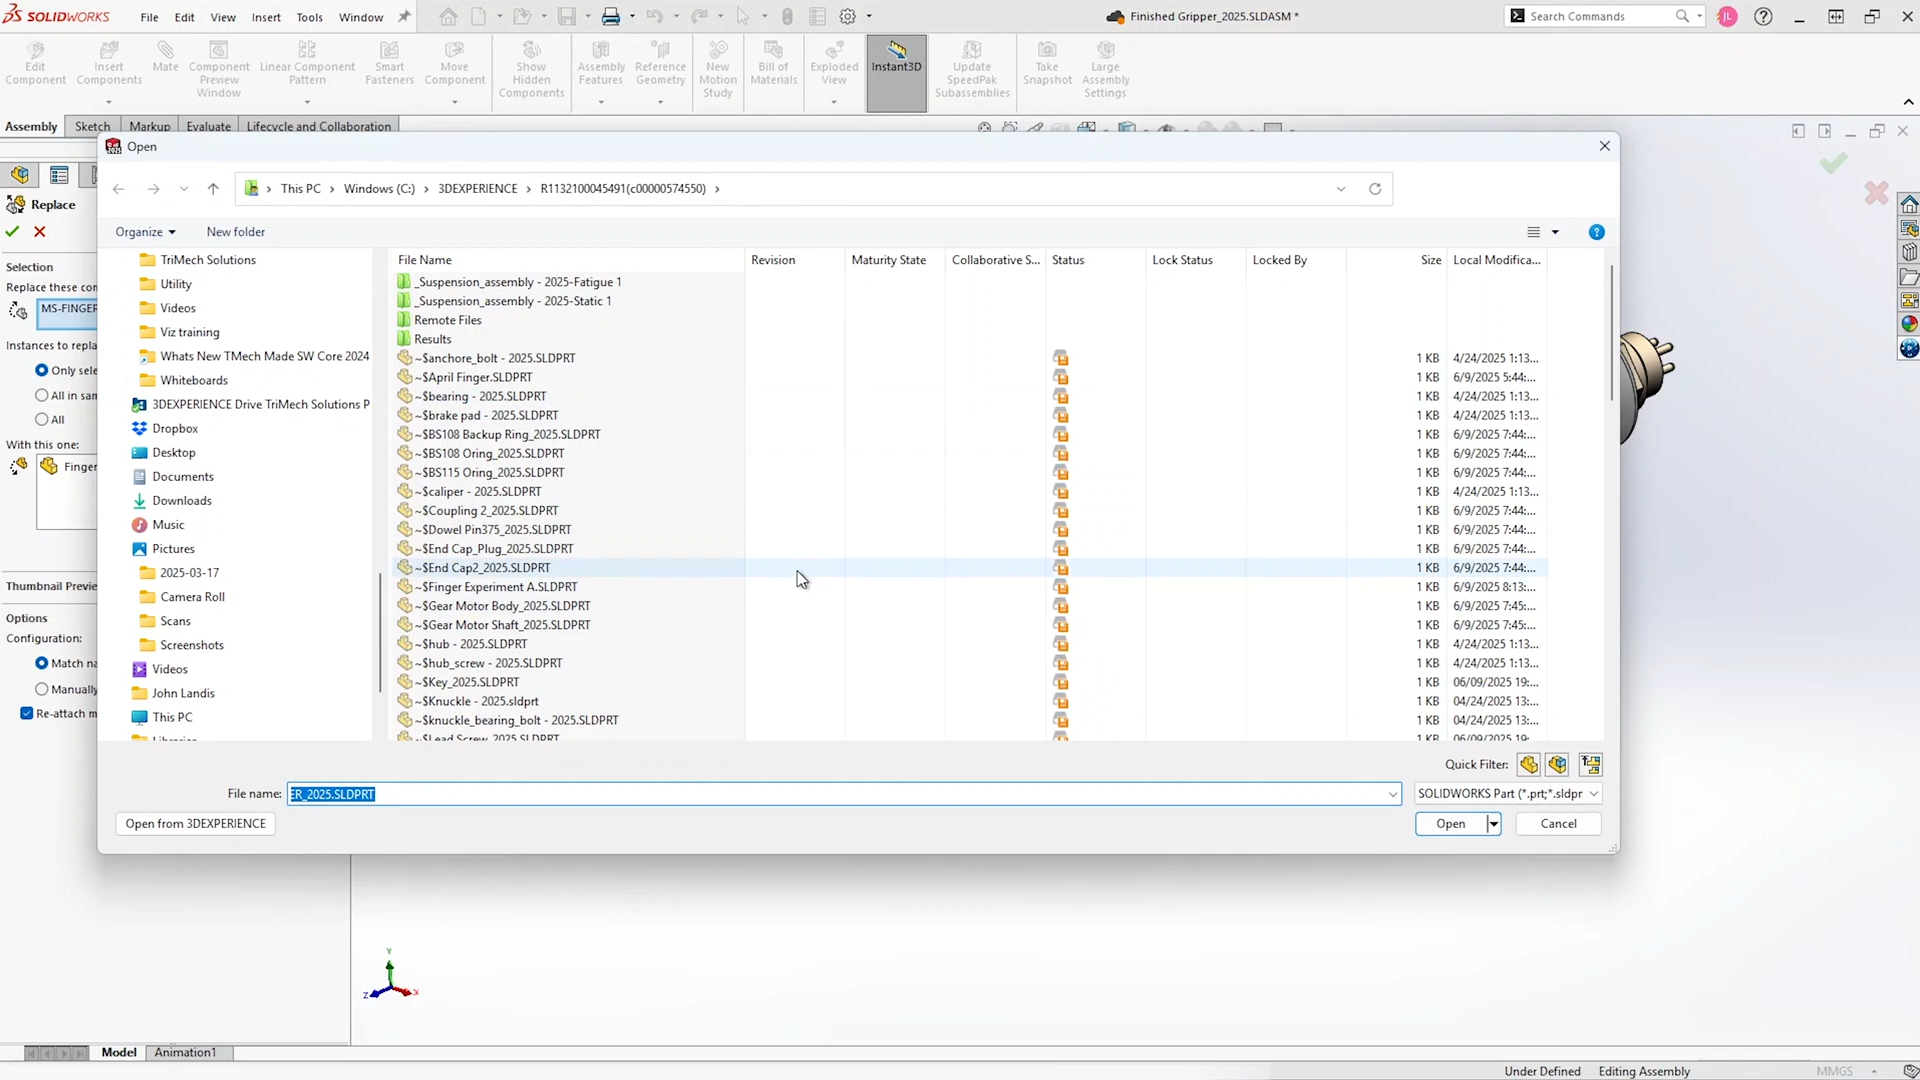 SOLIDWORKS File Edit View Insert Tools Window Finished Gripper_2025.SLDASM * Search Commands JL
Edit Component
Insert Components
Mate
Component Preview Window
Linear Component Pattern
Smart Fasteners
Move Component
Show Hidden Components
Assembly Features
Reference Geometry
New Motion Study
Bill of Materials
Exploded View
Instant3D
Update SpeedPak Subassemblies
Take Snapshot
Large Assembly Settings
Assembly Sketch Markup Evaluate Lifecycle and Collaboration
Open
This PC > Windows (C:) > 3DEXPERIENCE > R1132100045491(c00000574550) >
Replace
Selection
Replace these con
MS-FINGER
Instances to repla
Only sele
All in sam
All
With this one:
Finger
Thumbnail Previe
Options
Configuration:
Match na
Manually
Re-attach m
Organize New folder
TriMech Solutions
Utility
Videos
Viz training
Whats New TMech Made SW Core 2024
Whiteboards
3DEXPERIENCE Drive TriMech Solutions P
Dropbox
Desktop
Documents
Downloads
Music
Pictures
2025-03-17
Camera Roll
Scans
Screenshots
Videos
John Landis
This PC
Libraries
File Name Revision Maturity State Collaborative S... Status Lock Status Locked By Size Local Modifica...
_Suspension_assembly - 2025-Fatigue 1
_Suspension_assembly - 2025-Static 1
Remote Files
Results
~$anchore_bolt - 2025.SLDPRT 1 KB 4/24/2025 1:13...
~$April Finger.SLDPRT 1 KB 6/9/2025 5:44:...
~$bearing - 2025.SLDPRT 1 KB 4/24/2025 1:13...
~$brake pad - 2025.SLDPRT 1 KB 4/24/2025 1:13...
~$BS108 Backup Ring_2025.SLDPRT 1 KB 6/9/2025 7:44:...
~$BS108 Oring_2025.SLDPRT 1 KB 6/9/2025 7:44:...
~$BS115 Oring_2025.SLDPRT 1 KB 6/9/2025 7:44:...
~$caliper - 2025.SLDPRT 1 KB 4/24/2025 1:13...
~$Coupling 2_2025.SLDPRT 1 KB 6/9/2025 7:44:...
~$Dowel Pin375_2025.SLDPRT 1 KB 6/9/2025 7:44:...
~$End Cap_Plug_2025.SLDPRT 1 KB 6/9/2025 7:44:...
~$End Cap2_2025.SLDPRT 1 KB 6/9/2025 7:44:...
~$Finger Experiment A.SLDPRT 1 KB 6/9/2025 8:13:...
~$Gear Motor Body_2025.SLDPRT 1 KB 6/9/2025 7:45:...
~$Gear Motor Shaft_2025.SLDPRT 1 KB 6/9/2025 7:45:...
~$hub - 2025.SLDPRT 1 KB 4/24/2025 1:13...
~$hub_screw - 2025.SLDPRT 1 KB 4/24/2025 1:13...
~$Key_2025.SLDPRT 1 KB 06/09/2025 19:...
~$Knuckle - 2025.sldprt 1 KB 04/24/2025 13:...
~$knuckle_bearing_bolt - 2025.SLDPRT 1 KB 04/24/2025 13:...
~$Lead Screw_2025.SLDPRT 1 KB 06/09/2025 19:...
Quick Filter:
File name: ER_2025.SLDPRT SOLIDWORKS Part (*.prt;*.sldpr
Open from 3DEXPERIENCE Open Cancel
Y
Z
X
Model Animation1
Under Defined Editing Assembly MMGS